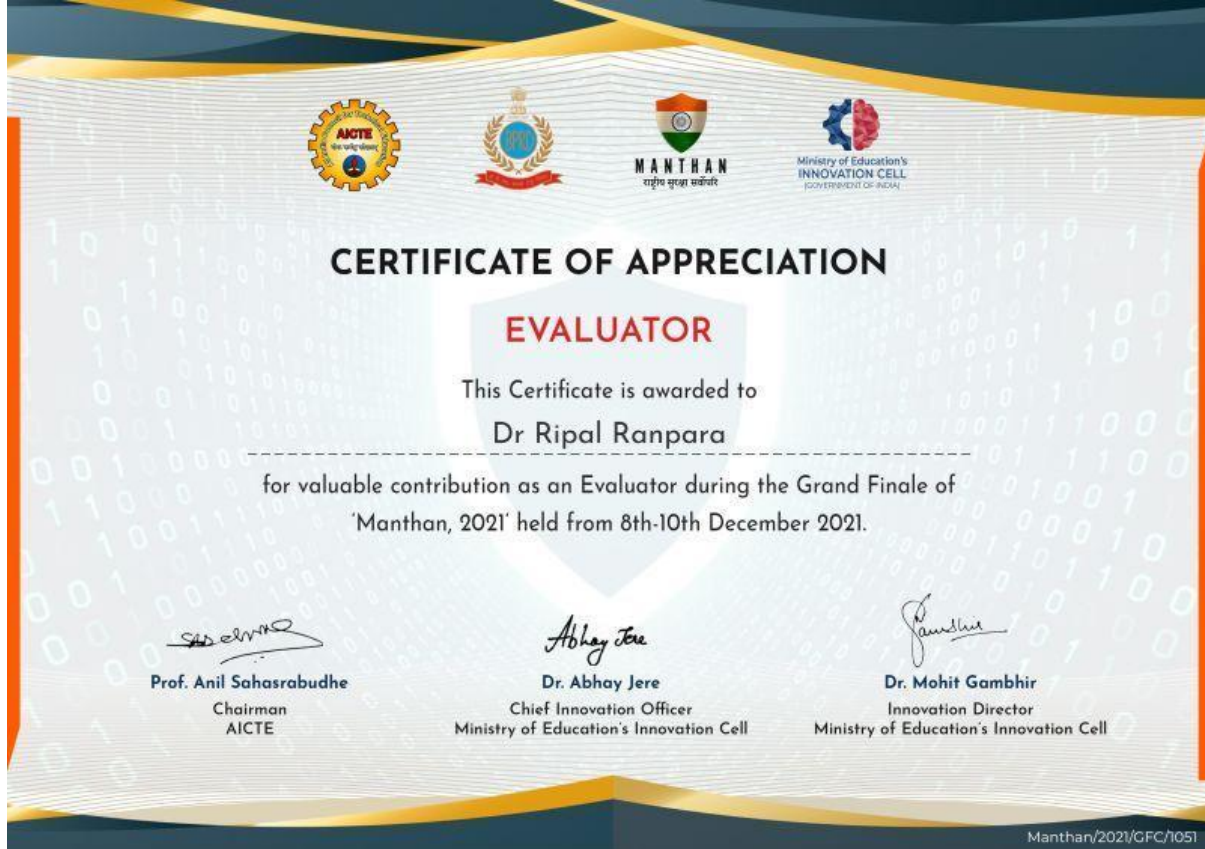 AICTE
BPRD
MANTHAN
राष्ट्रीय सुरक्षा सर्वोपरि
Ministry of Education's
INNOVATION CELL
(GOVERNMENT OF INDIA)
CERTIFICATE OF APPRECIATION
EVALUATOR
This Certificate is awarded to
Dr Ripal Ranpara
for valuable contribution as an Evaluator during the Grand Finale of
'Manthan, 2021' held from 8th-10th December 2021.
Abhay Jere
Prof. Anil Sahasrabudhe
Chairman
AICTE
Dr. Abhay Jere
Chief Innovation Officer
Ministry of Education's Innovation Cell
Dr. Mohit Gambhir
Innovation Director
Ministry of Education's Innovation Cell
Manthan/2021/GFC/1051